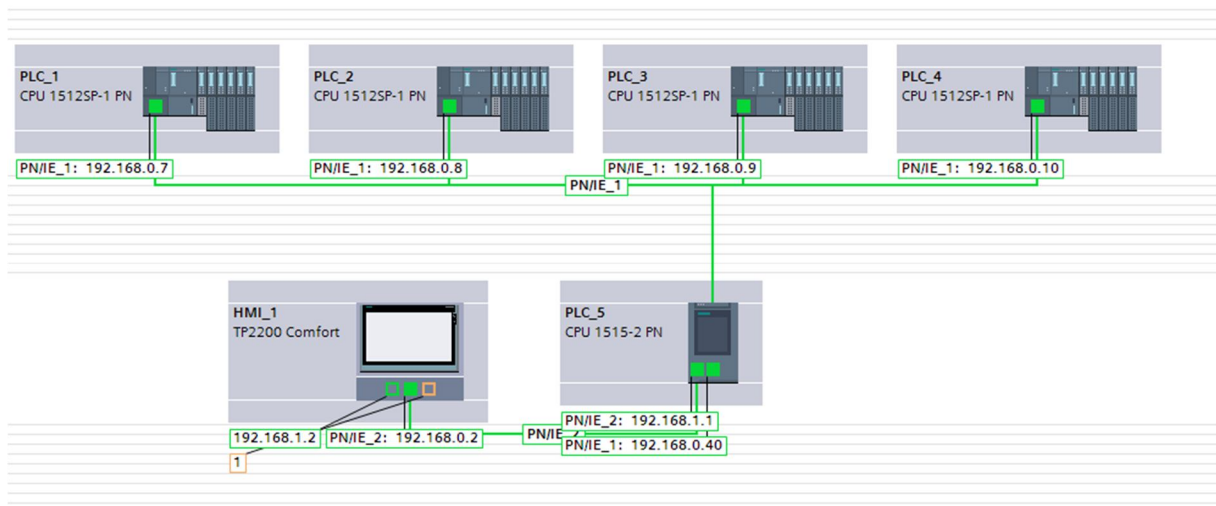 PLC_1
CPU 1512SP-1 PN
PLC_2
CPU 1512SP-1 PN
PLC_3
CPU 1512SP-1 PN
PLC_4
CPU 1512SP-1 PN
PN/IE_1: 192.168.0.7
PN/IE_1: 192.168.0.8
PN/IE_1: 192.168.0.9
PN/IE_1: 192.168.0.10
PN/IE_1
HMI_1
TP2200 Comfort
PLC_5
CPU 1515-2 PN
192.168.1.2
PN/IE_2: 192.168.0.2
PN/IE
PN/IE_2: 192.168.1.1
PN/IE_1: 192.168.0.40
1